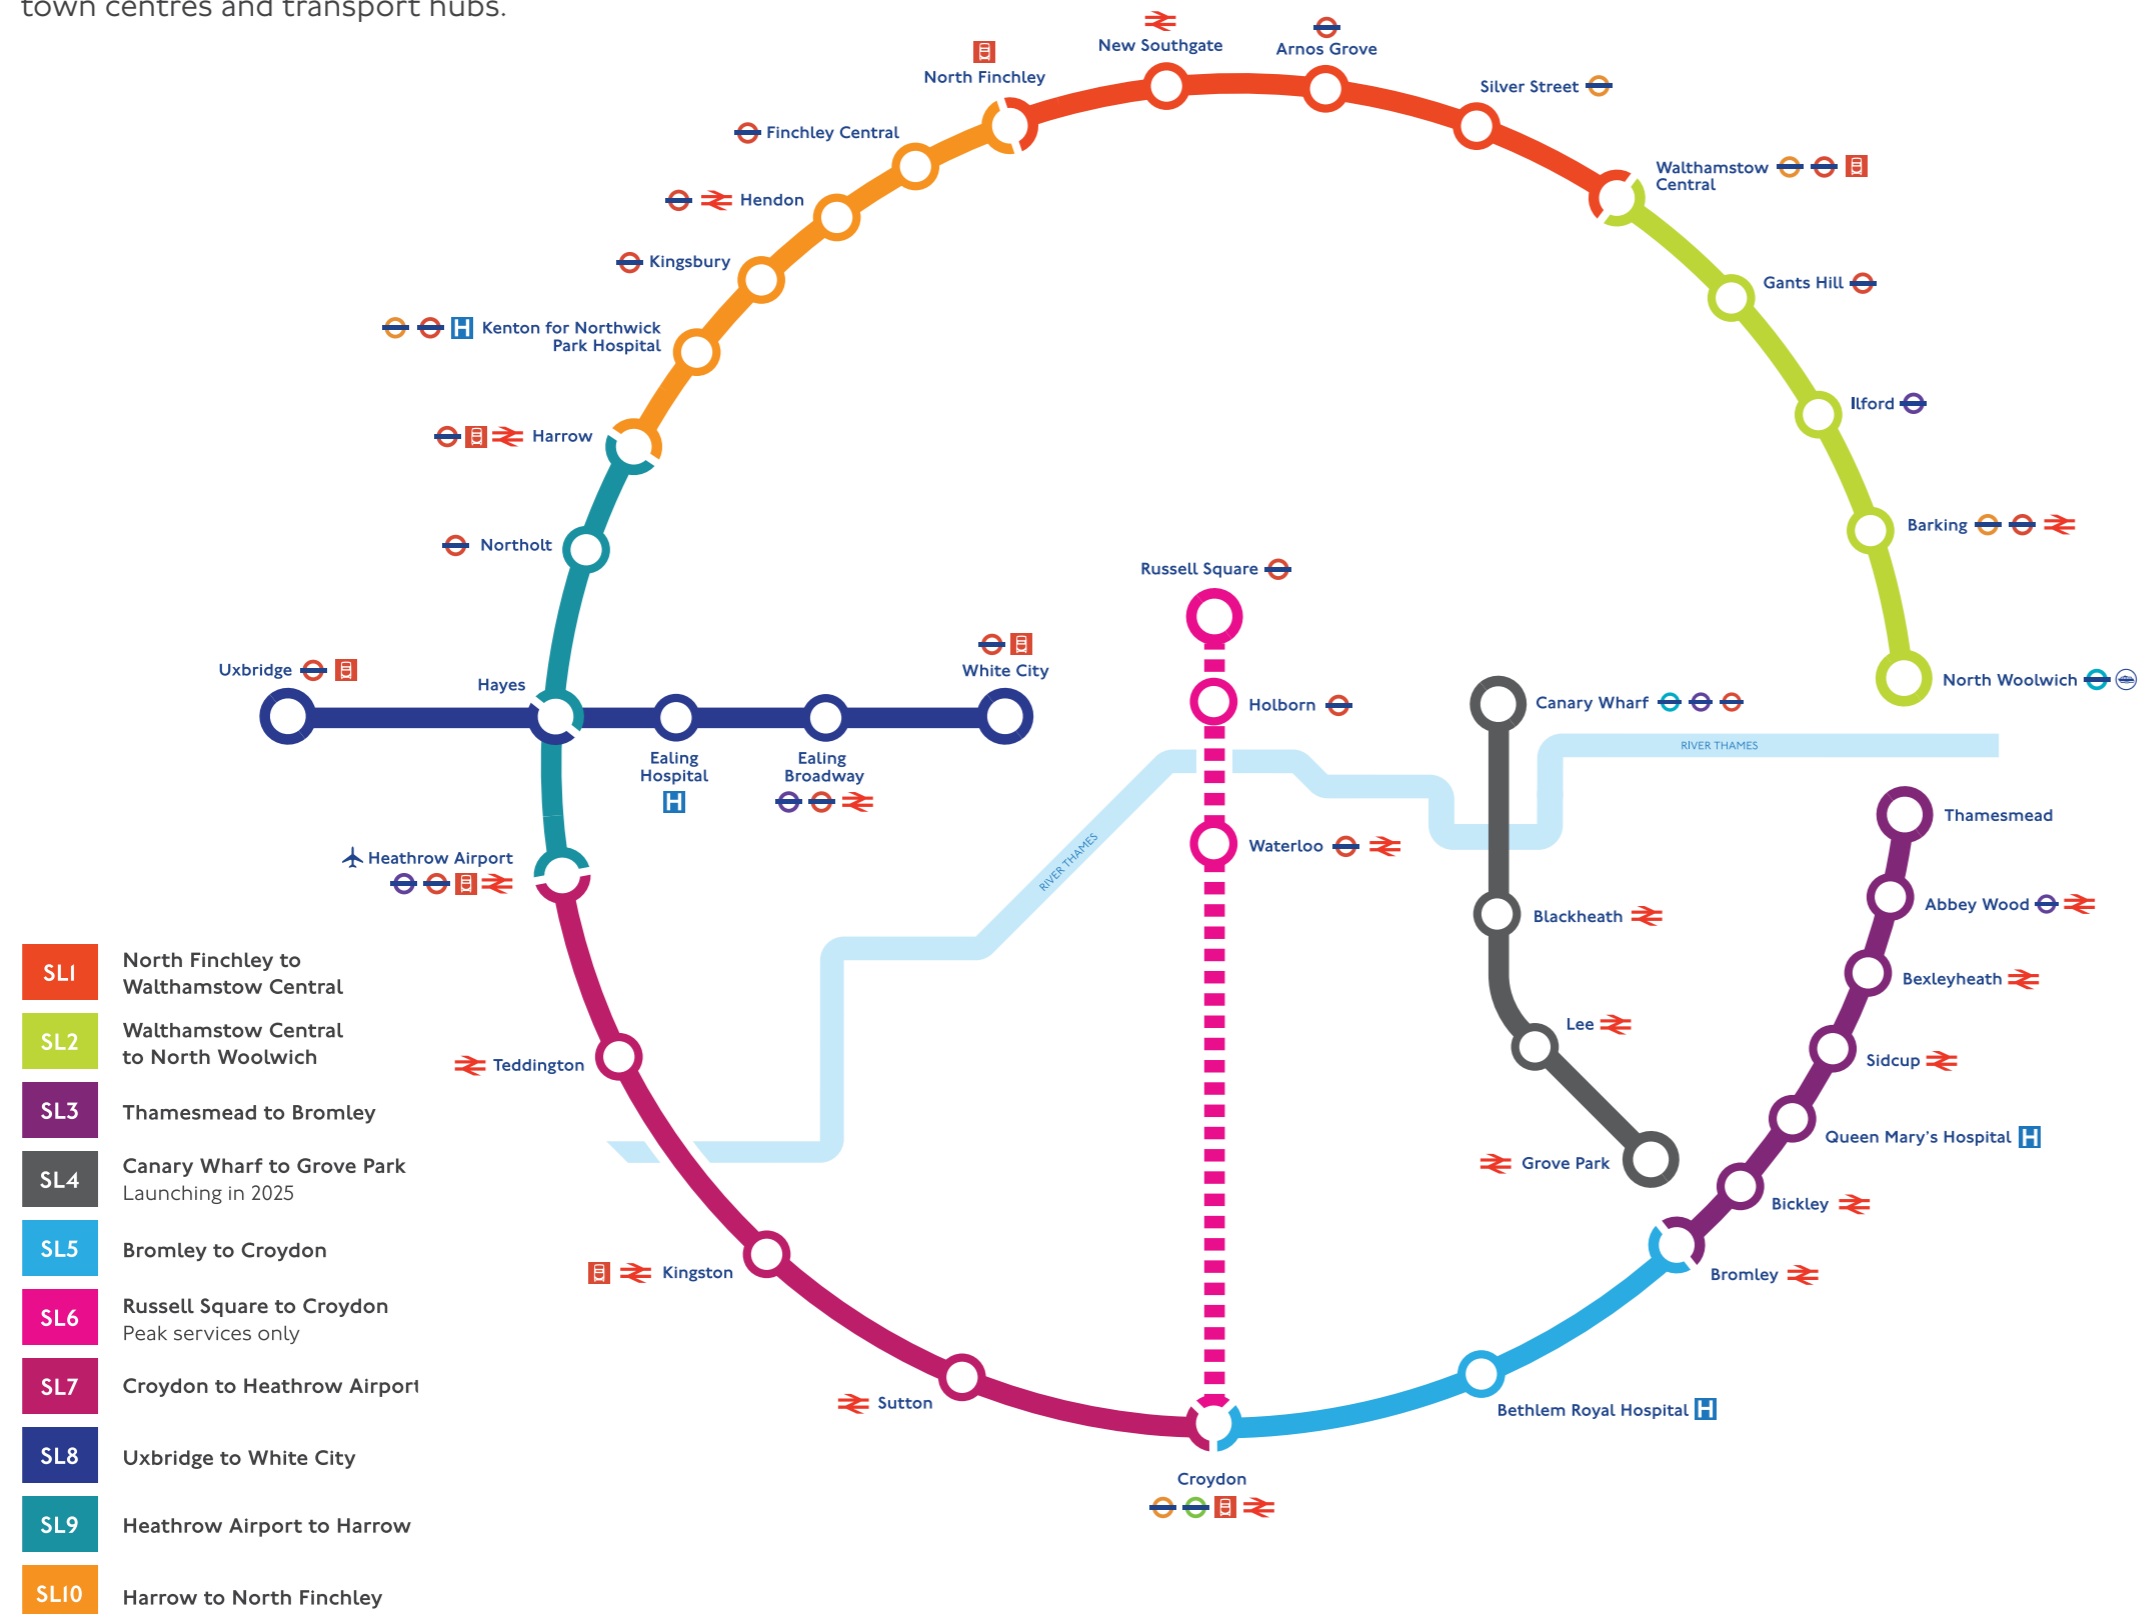 town centres and transport hubs.
New Southgate
Arnos Grove
North Finchley
Silver Street
Finchley Central
Walthamstow
Central
Hendon
Kingsbury
Gants Hill
Kenton for Northwick
Park Hospital
Ilford
Harrow
Barking
Northolt
Russell Square
Uxbridge
Hayes
White City
North Woolwich
Holborn
Canary Wharf
RIVER THAMES
Ealing
Hospital
H
Ealing
Broadway
Thamesmead
Waterloo
RIVER THAMES
Heathrow Airport
Blackheath
Abbey Wood
Bexleyheath
Lee
Sidcup
Teddington
Queen Mary's Hospital H
Grove Park
Bickley
Kingston
Bromley
Sutton
Bethlem Royal Hospital H
Croydon
SL1 North Finchley to
Walthamstow Central
SL2 Walthamstow Central
to North Woolwich
SL3 Thamesmead to Bromley
SL4 Canary Wharf to Grove Park
Launching in 2025
SL5 Bromley to Croydon
SL6 Russell Square to Croydon
Peak services only
SL7 Croydon to Heathrow Airport
SL8 Uxbridge to White City
SL9 Heathrow Airport to Harrow
SL10 Harrow to North Finchley